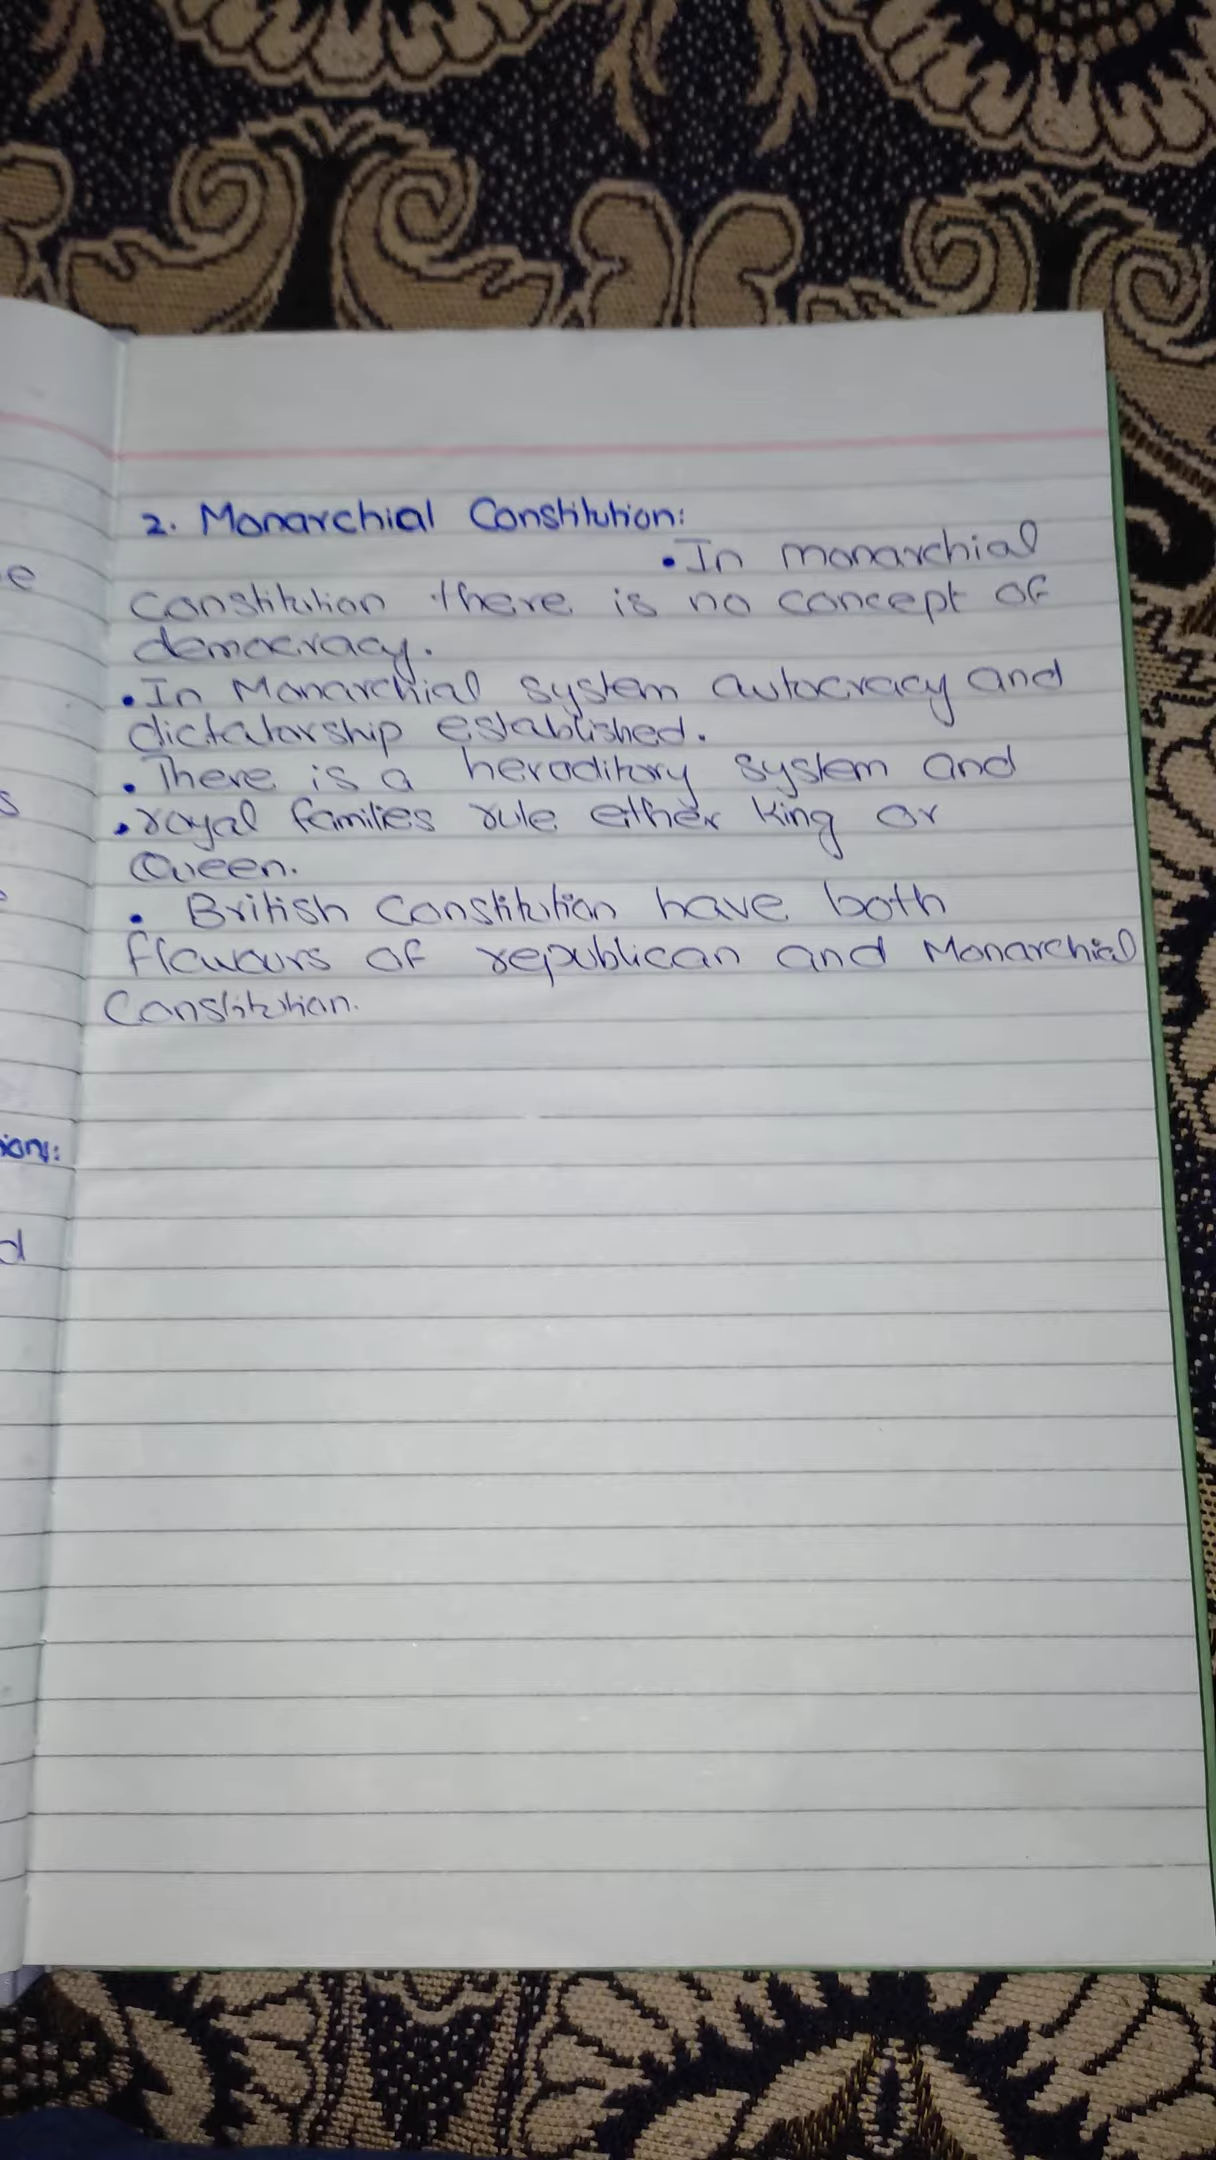 2. Monarchial Constitution:
• In monarchial
Constitution there is no concept of
democracy.
• In Monarchial system autocracy and
dictatorship established.
• There is a heroditory system and
• royal families rule either king or
Queen.
• British Constitution have both
flavours of republican and Monarchial
Constitution.
e
s
ions:
d